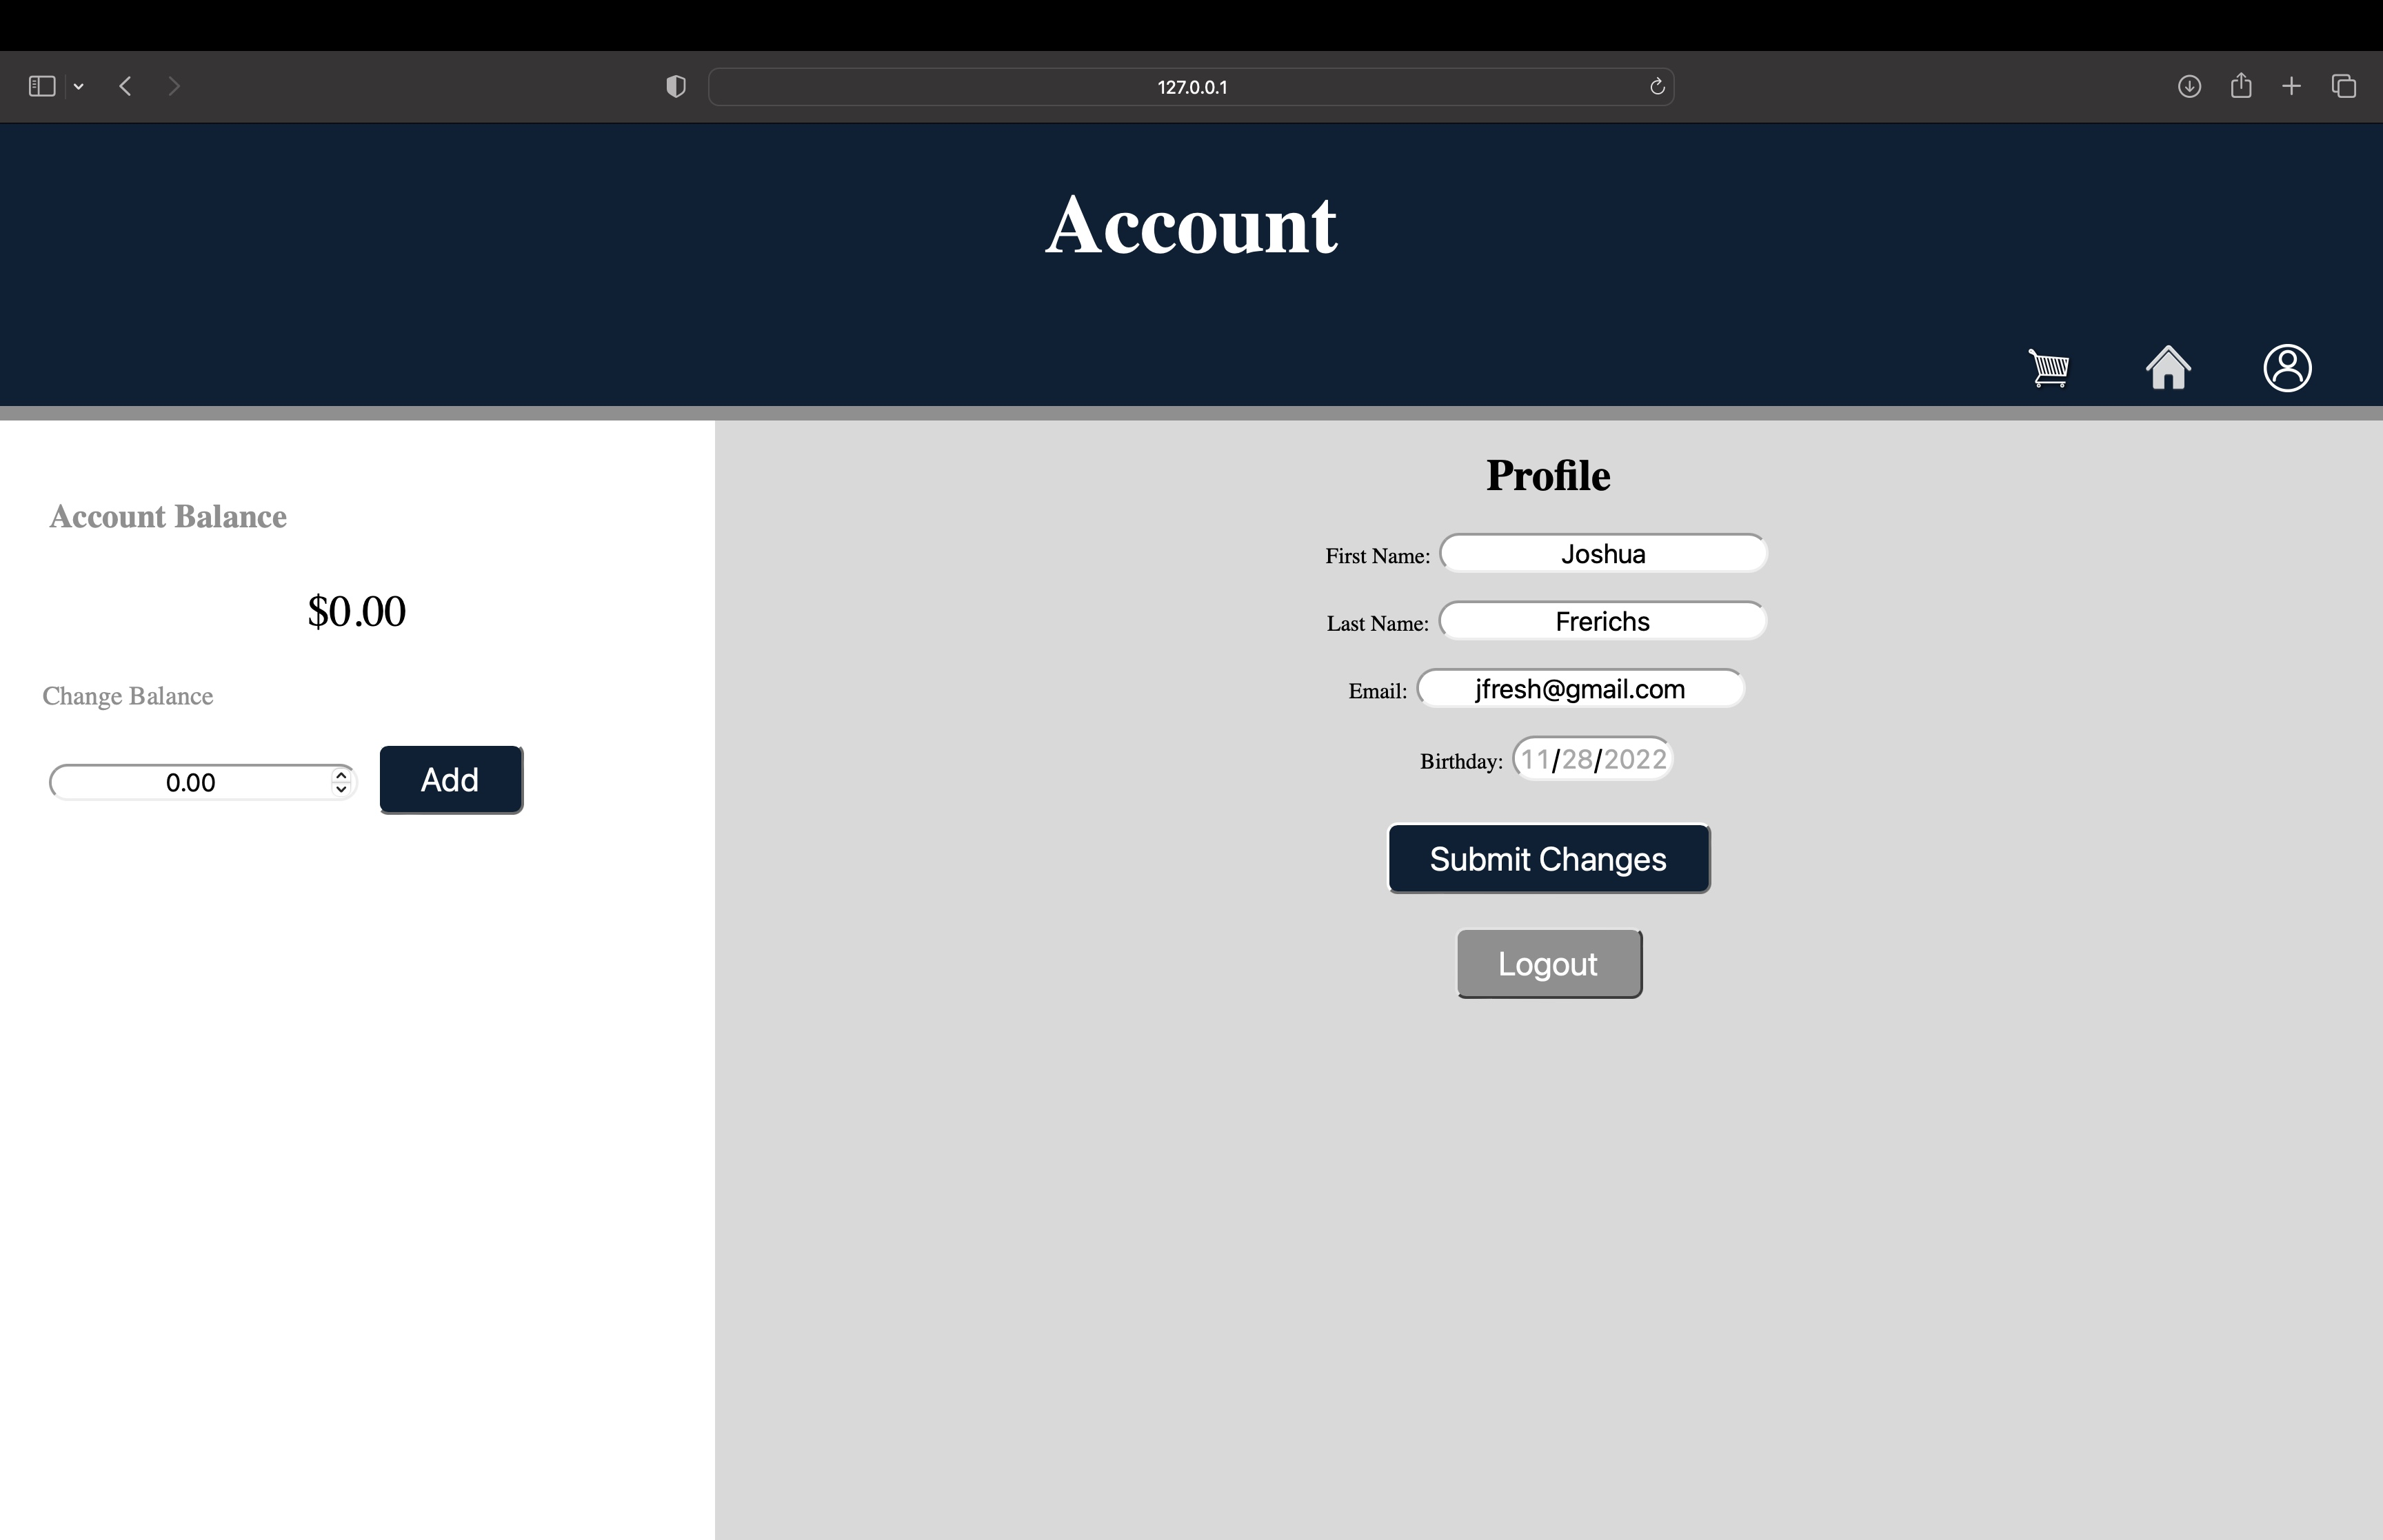 127.0.0.1
Account
Account Balance
$0.00
Change Balance
0.00 Add
Profile
First Name: Joshua
Last Name: Frerichs
Email: jfresh@gmail.com
Birthday: 11/28/2022
Submit Changes
Logout